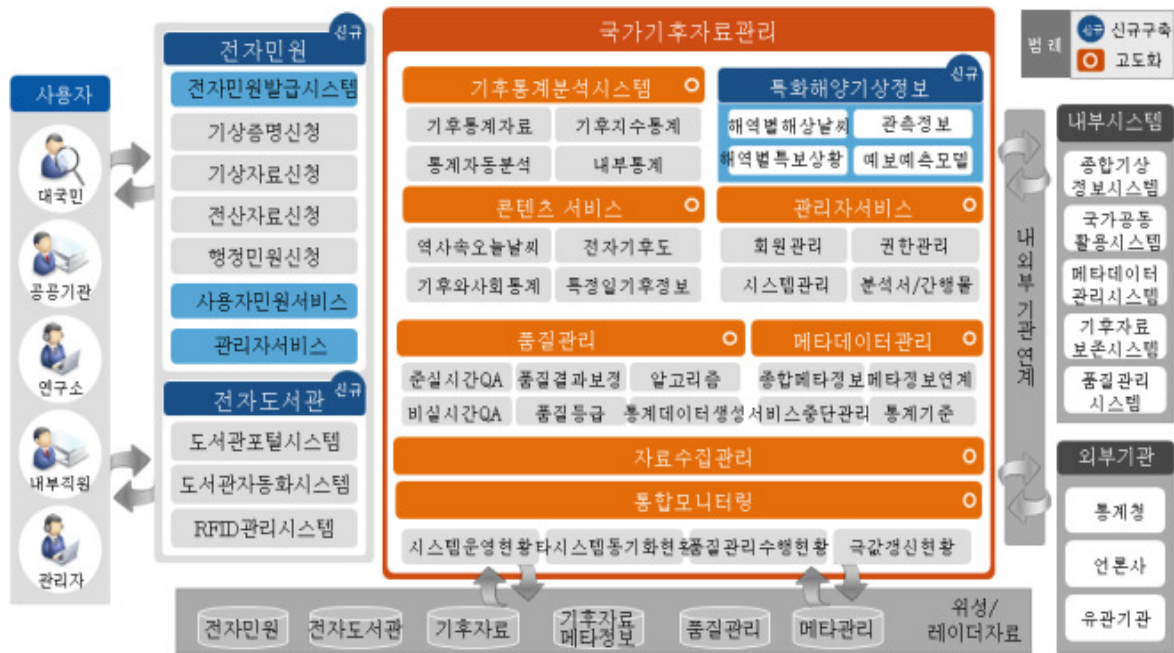 사용자
대국민
공공기관
연구소
내부직원
관리자
전자민원
신규
전자민원발급시스템
기상증명신청
기상자료신청
전산자료신청
행정민원신청
사용자민원서비스
관리자서비스
전자도서관
신규
도서관포털시스템
도서관자동화시스템
RFID관리시스템
국가기후자료관리
기후통계분석시스템
기후통계자료
기후지수통계
통계자동분석
내부통계
특화해양기상정보
신규
해역별해상날씨
관측정보
해역별특보상황
예보예측모델
콘텐츠 서비스
역사속오늘날씨
전자기후도
기후와사회통계
특정일기후정보
관리자서비스
회원관리
권한관리
시스템관리
분석서/간행물
품질관리
준실시간QA
품질결과보정
알고리즘
비실시간QA
품질등급
통계데이터생성
메타데이터관리
종합메타정보
메타정보연계
서비스중단관리
통계기준
자료수집관리
통합모니터링
시스템운영현황
타시스템동기화현황
품질관리수행현황
극값갱신현황
전자민원
전자도서관
기후자료
기후자료
메타정보
품질관리
메타관리
위성/
레이더자료
내외부기관연계
범례
신규
신규구축
고도화
내부시스템
종합기상
정보시스템
국가공동
활용시스템
메타데이터
관리시스템
기후자료
보존시스템
품질관리
시스템
외부기관
통계청
언론사
유관기관